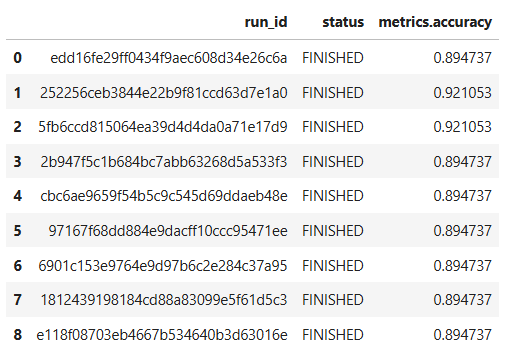 run_id status metrics.accuracy
0 edd16fe29ff0434f9aec608d34e26c6a FINISHED 0.894737
1 252256ceb3844e22b9f81ccd63d7e1a0 FINISHED 0.921053
2 5fb6ccd815064ea39d4d4da0a71e17d9 FINISHED 0.921053
3 2b947f5c1b684bc7abb63268d5a533f3 FINISHED 0.894737
4 cbc6ae9659f54b5c9c545d69ddaeb48e FINISHED 0.894737
5 97167f68dd884e9dacff10ccc95471ee FINISHED 0.894737
6 6901c153e9764e9d97b6c2e284c37a95 FINISHED 0.894737
7 1812439198184cd88a83099e5f61d5c3 FINISHED 0.894737
8 e118f08703eb4667b534640b3d63016e FINISHED 0.894737